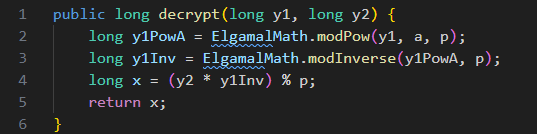 1 public long decrypt(long y1, long y2) {
2     long y1PowA = ElgamalMath.modPow(y1, a, p);
3     long y1Inv = ElgamalMath.modInverse(y1PowA, p);
4     long x = (y2 * y1Inv) % p;
5     return x;
6 }